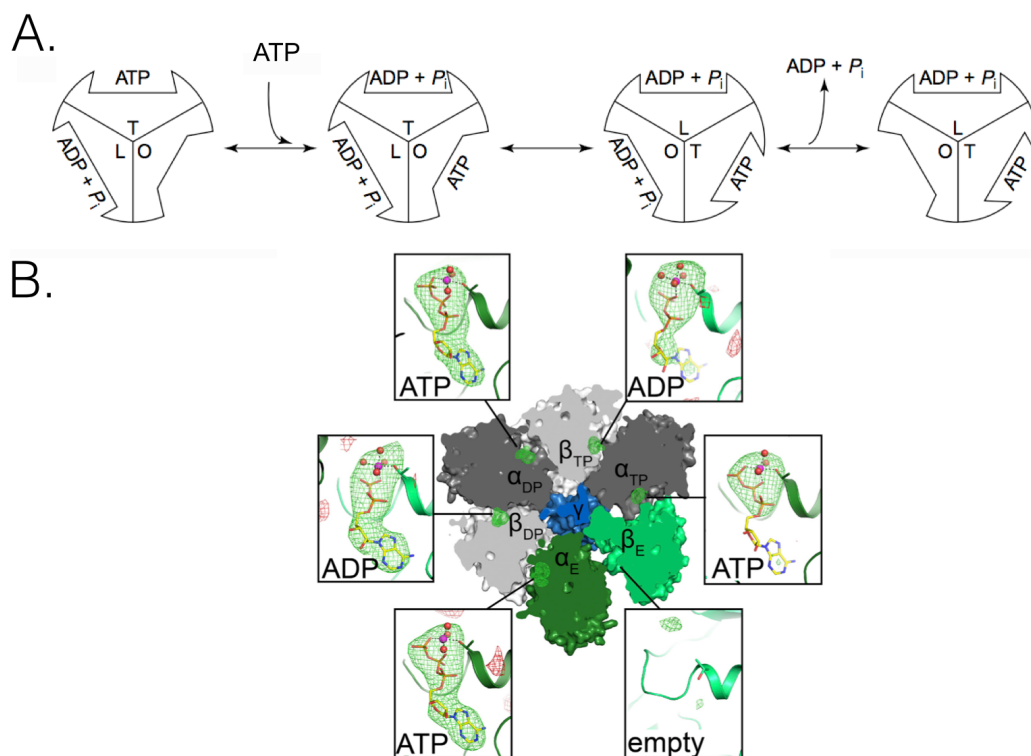 A.
ATP
ADP + Pi
T
L O
ATP
ADP + Pi
ADP + Pi
ATP
T
L O
ADP + Pi
ADP + Pi
ATP
L
O T
ADP + Pi
ADP + Pi
ATP
L
O T
B.
ATP
ADP
ADP
ATP
ATP
empty
αDP
βTP
αTP
βDP
γ
βE
αE